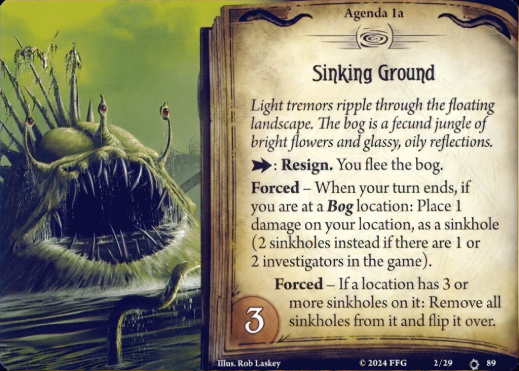 Agenda 1a
Sinking Ground
Light tremors ripple through the floating
landscape. The bog is a fecund jungle of
bright flowers and glassy, oily reflections.
: Resign. You flee the bog.
Forced – When your turn ends, if
you are at a Bog location: Place 1
damage on your location, as a sinkhole
(2 sinkholes instead if there are 1 or
2 investigators in the game).
Forced – If a location has 3 or
more sinkholes on it: Remove all
sinkholes from it and flip it over.
3
Illus. Rob Laskey © 2024 FFG 2/29 89